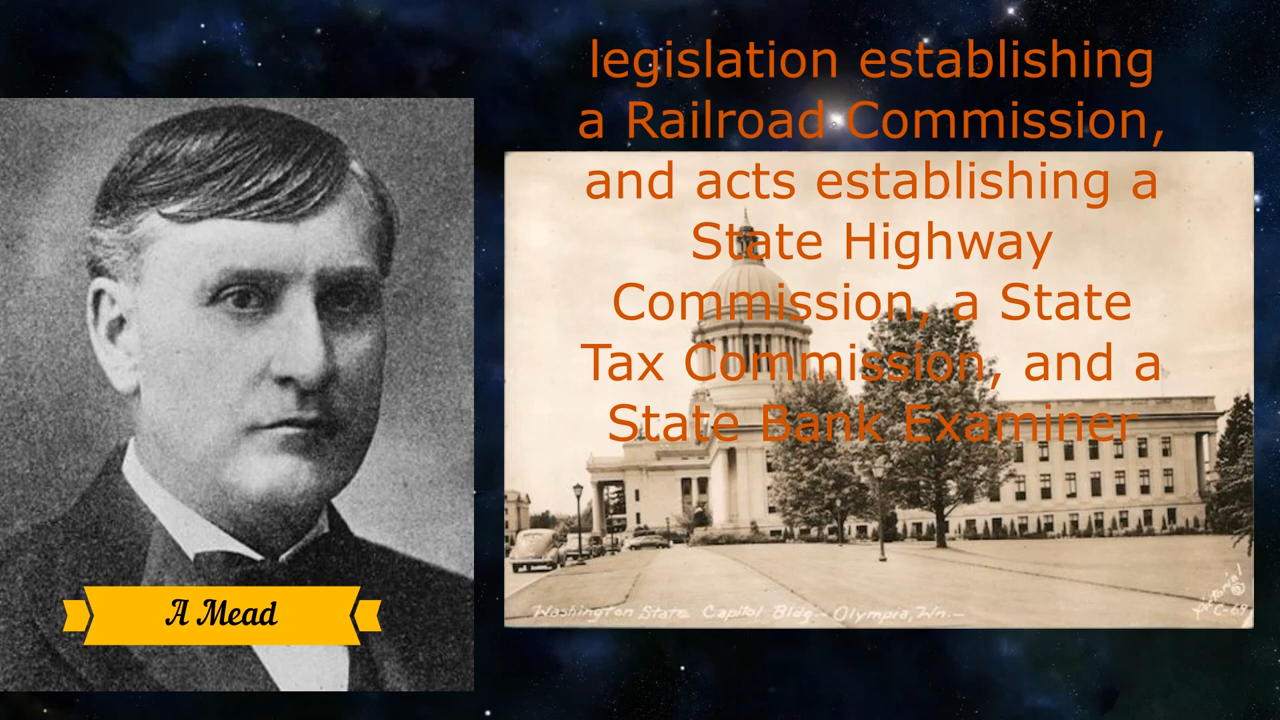 legislation establishing
a Railroad Commission,
and acts establishing a
State Highway
Commission, a State
Tax Commission, and a
State Bank Examiner
A Mead
Washington State Capitol Bldg.- Olympia, Wn.-
C-69